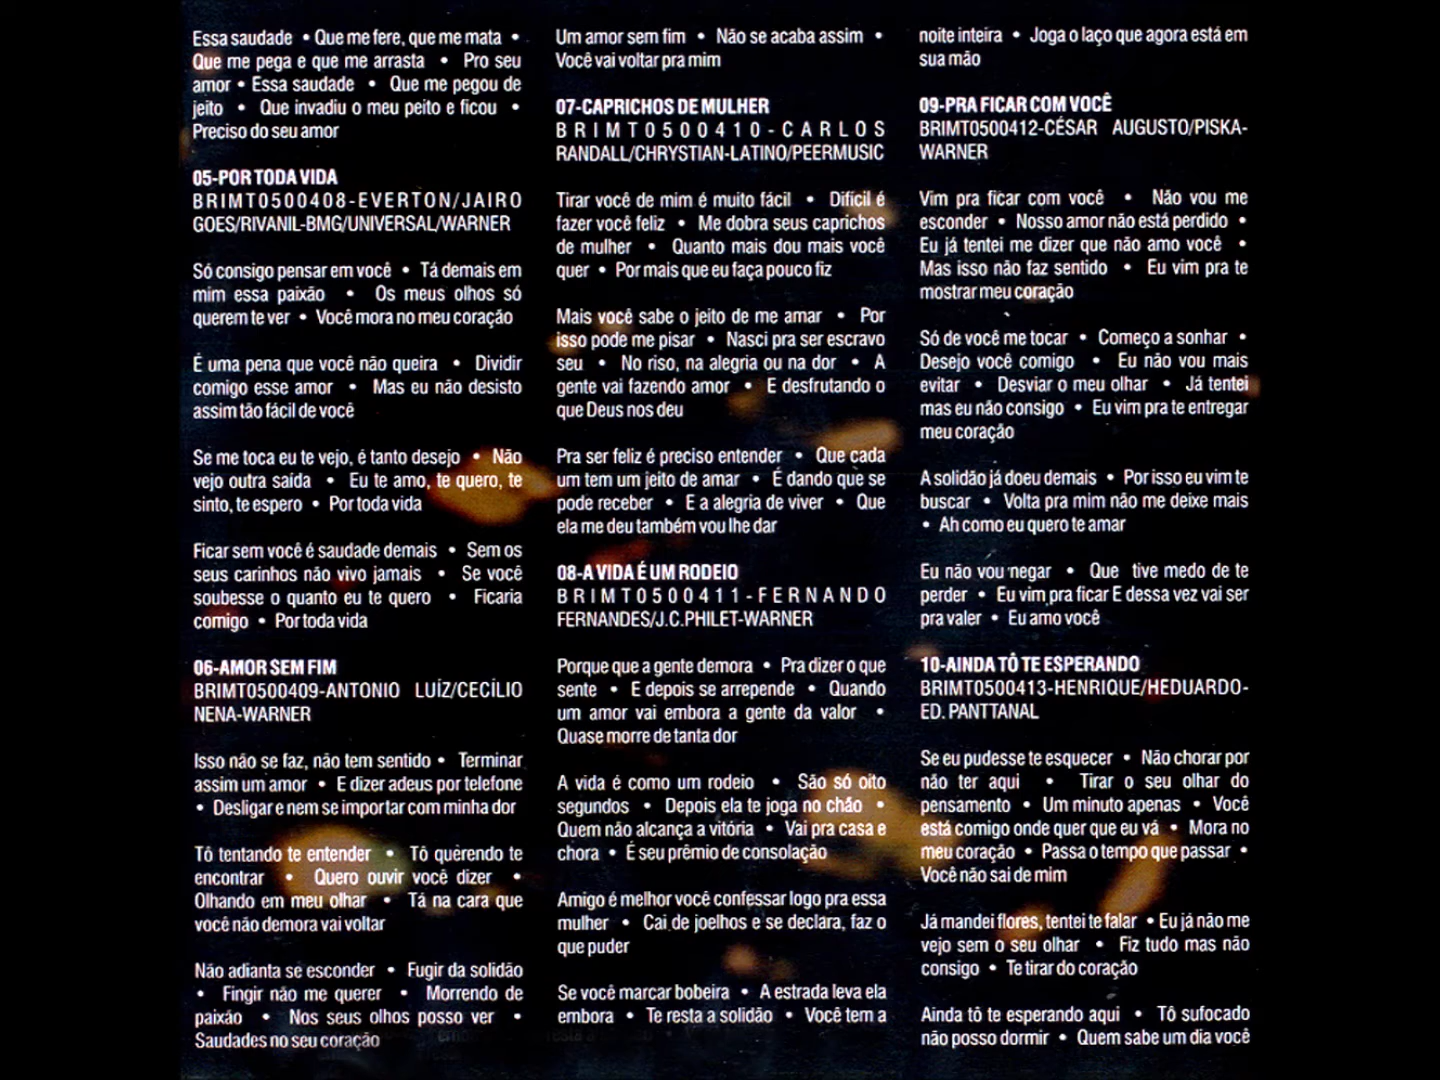 Essa saudade • Que me fere, que me mata •
Que me pega e que me arrasta • Pro seu
amor • Essa saudade • Que me pegou de
jeito • Que invadiu o meu peito e ficou •
Preciso do seu amor
05-POR TODA VIDA
BRIMT0500408-EVERTON/JAIRO
GOES/RIVANIL-BMG/UNIVERSAL/WARNER
Só consigo pensar em você • Tá demais em
mim essa paixão • Os meus olhos só
querem te ver • Você mora no meu coração
É uma pena que você não queira • Dividir
comigo esse amor • Mas eu não desisto
assim tão fácil de você
Se me toca eu te vejo, é tanto desejo • Não
vejo outra saída • Eu te amo, te quero, te
sinto, te espero • Por toda vida
Ficar sem você é saudade demais • Sem os
seus carinhos não vivo jamais • Se você
soubesse o quanto eu te quero • Ficaria
comigo • Por toda vida
06-AMOR SEM FIM
BRIMT0500409-ANTONIO LUÍZ/CECÍLIO
NENA-WARNER
Isso não se faz, não tem sentido • Terminar
assim um amor • E dizer adeus por telefone
• Desligar e nem se importar com minha dor
Tô tentando te entender • Tô querendo te
encontrar • Quero ouvir você dizer •
Olhando em meu olhar • Tá na cara que
você não demora vai voltar
Não adianta se esconder • Fugir da solidão
• Fingir não me querer • Morrendo de
paixão • Nos seus olhos posso ver •
Saudades no seu coração
Um amor sem fim • Não se acaba assim •
Você vai voltar pra mim
07-CAPRICHOS DE MULHER
BRIMT0500410-CARLOS
RANDALL/CHRYSTIAN-LATINO/PEERMUSIC
Tirar você de mim é muito fácil • Difícil é
fazer você feliz • Me dobra seus caprichos
de mulher • Quanto mais dou mais você
quer • Por mais que eu faça pouco fiz
Mais você sabe o jeito de me amar • Por
isso pode me pisar • Nasci pra ser escravo
seu • No riso, na alegria ou na dor • A
gente vai fazendo amor • E desfrutando o
que Deus nos deu
Pra ser feliz é preciso entender • Que cada
um tem um jeito de amar • É dando que se
pode receber • E a alegria de viver • Que
ela me deu também vou lhe dar
08-A VIDA É UM RODEIO
BRIMT0500411-FERNANDO
FERNANDES/J.C.PHILET-WARNER
Porque que a gente demora • Pra dizer o que
sente • E depois se arrepende • Quando
um amor vai embora a gente da valor •
Quase morre de tanta dor
A vida é como um rodeio • São só oito
segundos • Depois ela te joga no chão •
Quem não alcança a vitória • Vai pra casa e
chora • É seu prêmio de consolação
Amigo é melhor você confessar logo pra essa
mulher • Cai de joelhos e se declara, faz o
que puder
Se você marcar bobeira • A estrada leva ela
embora • Te resta a solidão • Você tem a
noite inteira • Joga o laço que agora está em
sua mão
09-PRA FICAR COM VOCÊ
BRIMT0500412-CÉSAR AUGUSTO/PISKA-
WARNER
Vim pra ficar com você • Não vou me
esconder • Nosso amor não está perdido •
Eu já tentei me dizer que não amo você •
Mas isso não faz sentido • Eu vim pra te
mostrar meu coração
Só de você me tocar • Começo a sonhar •
Desejo você comigo • Eu não vou mais
evitar • Desviar o meu olhar • Já tentei
mas eu não consigo • Eu vim pra te entregar
meu coração
A solidão já doeu demais • Por isso eu vim te
buscar • Volta pra mim não me deixe mais
• Ah como eu quero te amar
Eu não vou negar • Que tive medo de te
perder • Eu vim pra ficar E dessa vez vai ser
pra valer • Eu amo você
10-AINDA TÔ TE ESPERANDO
BRIMT0500413-HENRIQUE/HEDUARDO-
ED. PANTTANAL
Se eu pudesse te esquecer • Não chorar por
não ter aqui • Tirar o seu olhar do
pensamento • Um minuto apenas • Você
está comigo onde quer que eu vá • Mora no
meu coração • Passa o tempo que passar •
Você não sai de mim
Já mandei flores, tentei te falar • Eu já não me
vejo sem o seu olhar • Fiz tudo mas não
consigo • Te tirar do coração
Ainda tô te esperando aqui • Tô sufocado
não posso dormir • Quem sabe um dia você